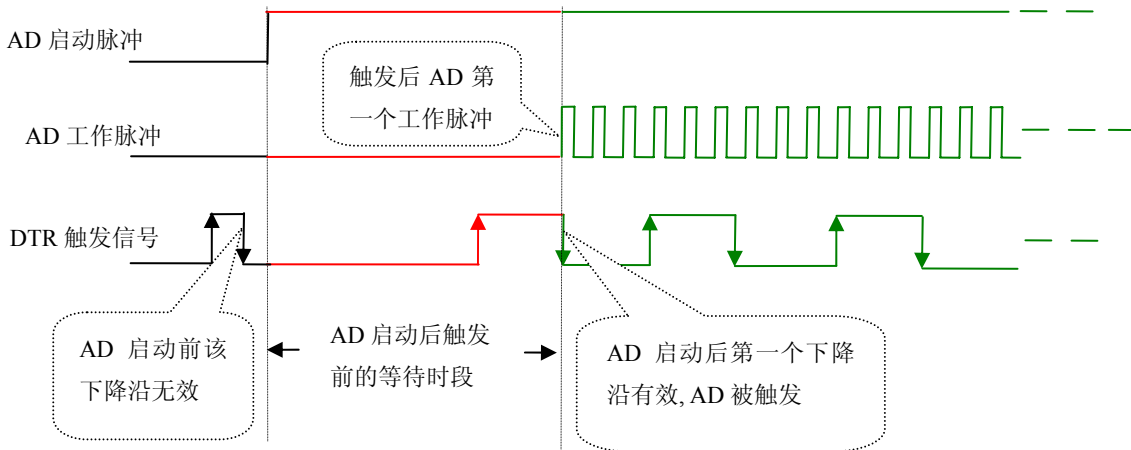 AD 启动脉冲
触发后 AD 第
一个工作脉冲
AD 工作脉冲
DTR 触发信号
AD 启动前该
下降沿无效
AD 启动后触发
前的等待时段
AD 启动后第一个下降
沿有效, AD 被触发